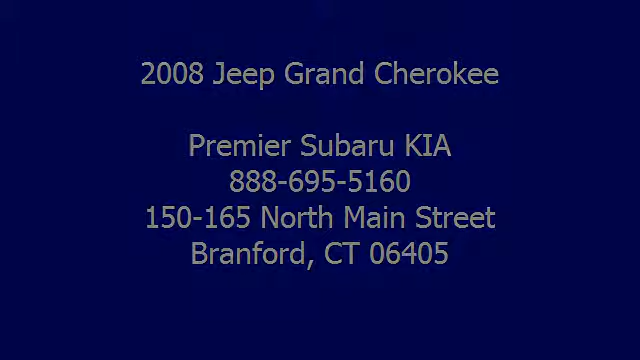 2008 Jeep Grand Cherokee
Premier Subaru KIA
888-695-5160
150-165 North Main Street
Branford, CT 06405